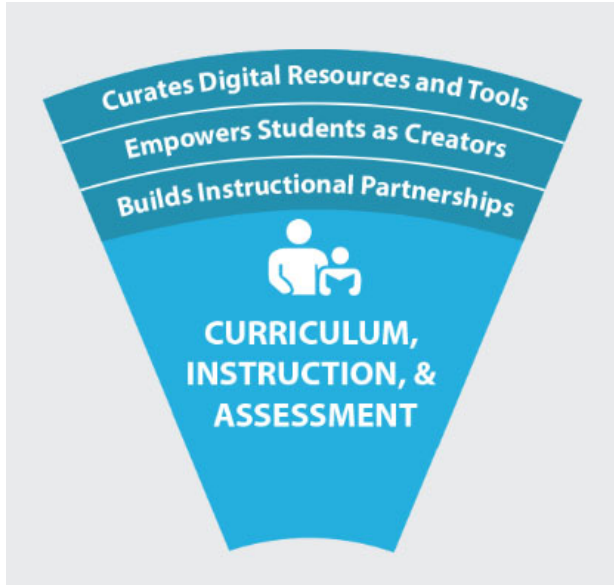 Curates Digital Resources and Tools
Empowers Students as Creators
Builds Instructional Partnerships
CURRICULUM,
INSTRUCTION, &
ASSESSMENT